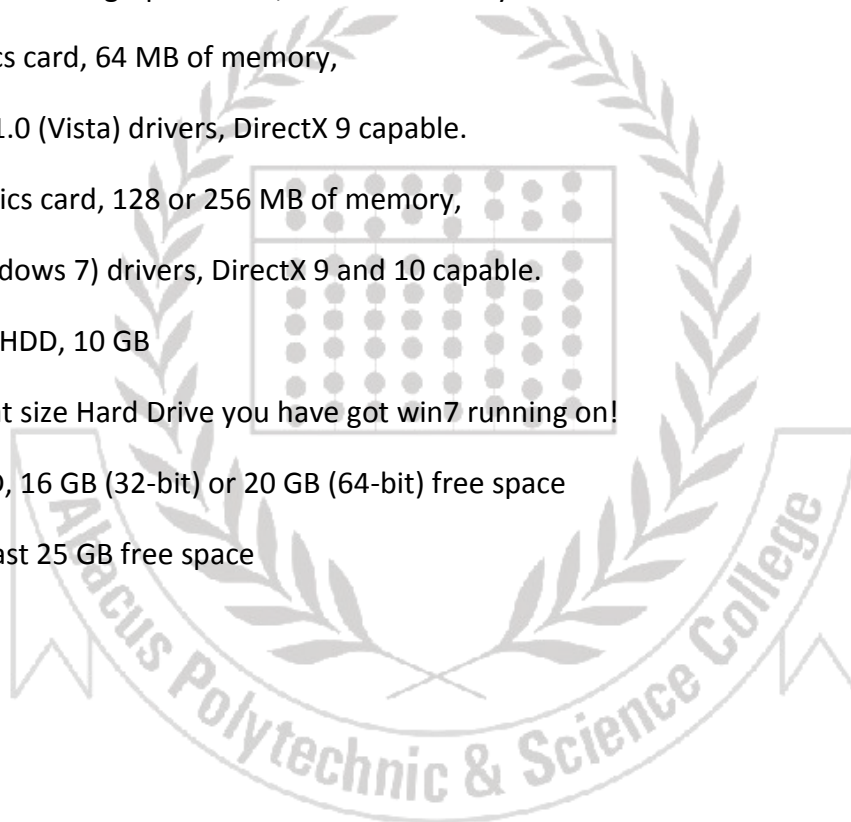 cs card, 64 MB of memory,
1.0 (Vista) drivers, DirectX 9 capable.
ics card, 128 or 256 MB of memory,
dows 7) drivers, DirectX 9 and 10 capable.
HDD, 10 GB
t size Hard Drive you have got win7 running on!
, 16 GB (32-bit) or 20 GB (64-bit) free space
ast 25 GB free space
Abacus Polytechnic & Science College